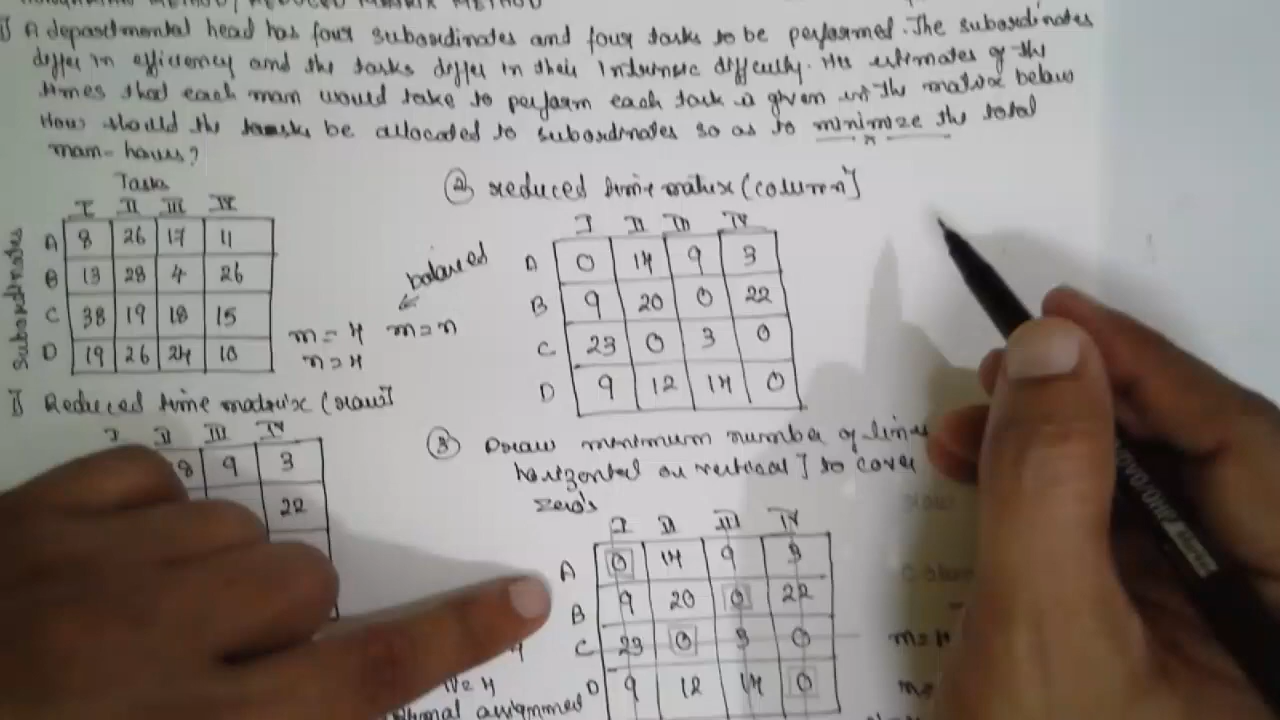 1) A departmental head has four subordinates and four tasks to be performed. The subordinates
differ in efficiency and the tasks differ in their Intrinsic difficulty. His estimates of the
times that each man would take to perform each task is given in the matrix below
How should the tasks be allocated to subordinates so as to minimize the total
man-hours?
Tasks
I II III IV
Subordinates
A 8 26 17 11
B 13 28 4 26
C 38 19 18 15
D 19 26 24 10
m = 4
n = 4
m = n
balanced
1] Reduced time matrix (row)
I II III IV
8 9 3
22
② reduced time matrix (column)
I II III IV
A 0 14 9 3
B 9 20 0 22
C 23 0 3 0
D 9 12 14 0
③ Draw minimum number of lines
horizontal or vertical] to cover
zero's
I II III IV
A 0 14 9 3
B 9 20 0 22
C 23 0 3 0
D 9 12 14 0
assigned